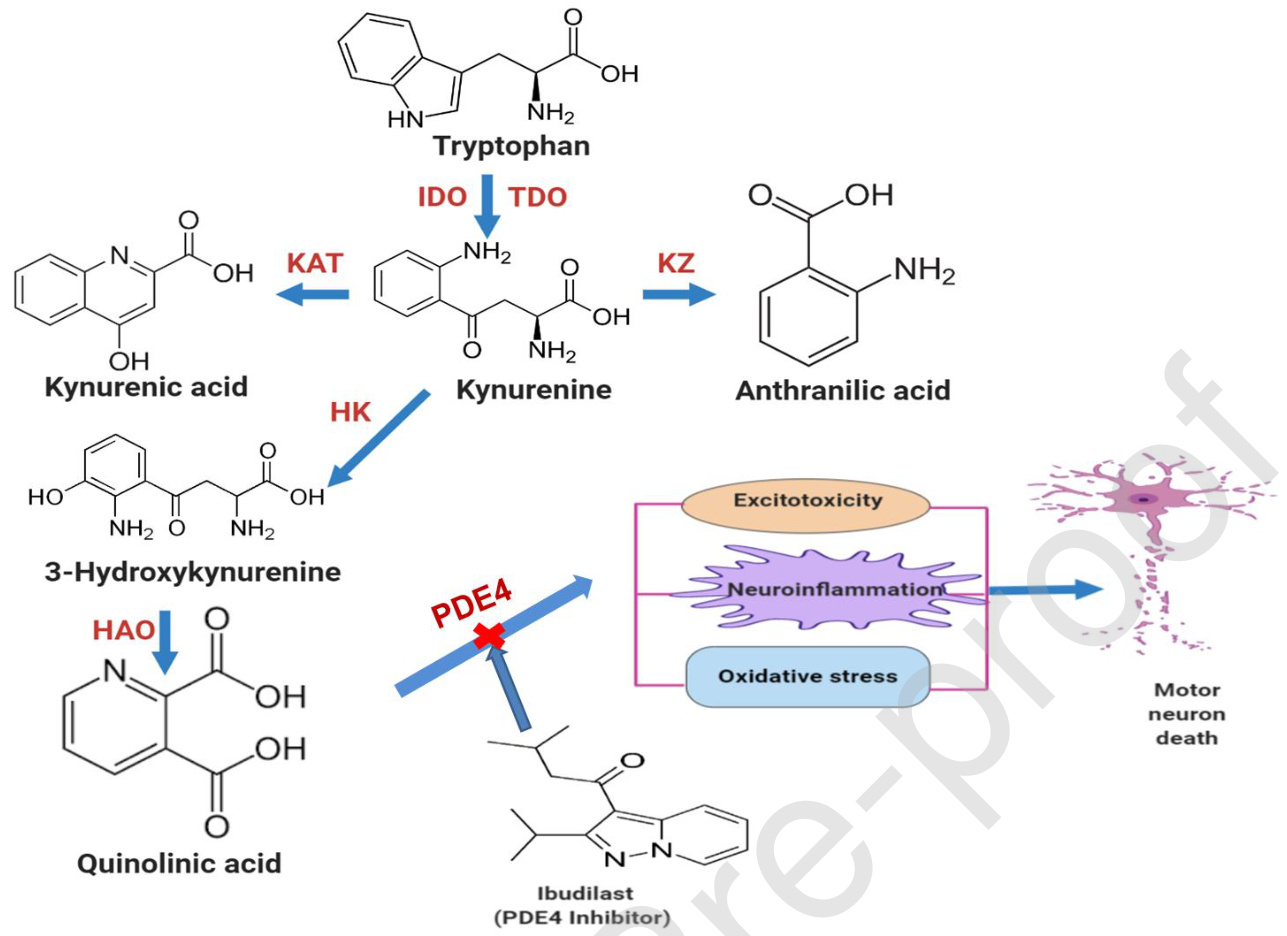 O
OH
NH2
HN
Tryptophan
IDO TDO
O
OH
N
OH
Kynurenic acid
KAT
NH2
O
OH
O
NH2
Kynurenine
KZ
O
OH
NH2
Anthranilic acid
HK
O
OH
HO
NH2
O
NH2
3-Hydroxykynurenine
HAO
N
O
OH
OH
O
Quinolinic acid
PDE4
Excitotoxicity
Neuroinflammation
Oxidative stress
Motor
neuron
death
O
N
N
Ibudilast
(PDE4 Inhibitor)
Pre-proof